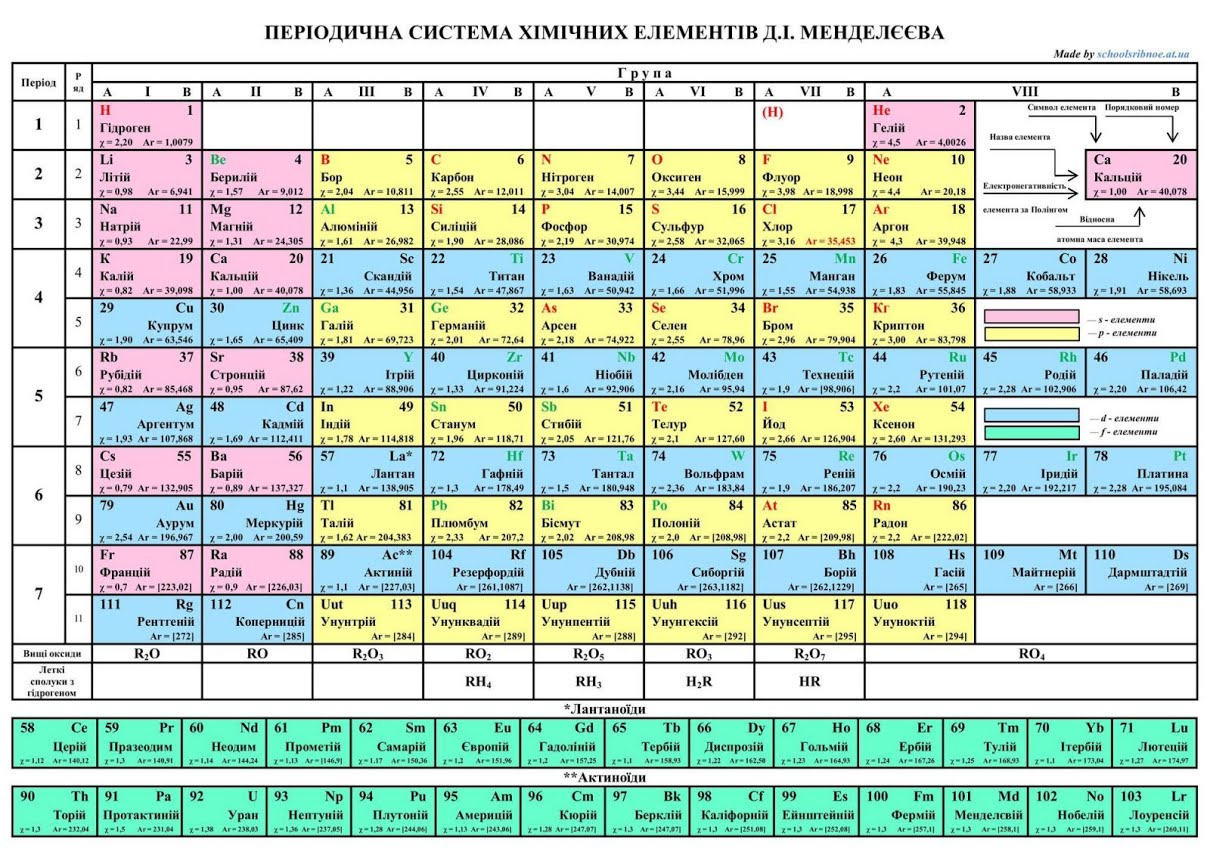 ПЕРІОДИЧНА СИСТЕМА ХІМІЧНИХ ЕЛЕМЕНТІВ Д.І. МЕНДЕЛЄЄВА
Made by schoolsribnoe.at.ua
Період Р яд Група
А I В А II В А III В А IV В А V В А VI В А VII В А VIII В
1 1 H 1 (H) He 2 Символ елемента Порядковий номер
Гідроген Гелій
χ = 2,20 Ar = 1,0079 χ = 4,5 Ar = 4,0026 Назва елемента
2 2 Li 3 Be 4 B 5 C 6 N 7 O 8 F 9 Ne 10 Ca 20
Літій Берилій Бор Карбон Нітроген Оксиген Флуор Неон Кальцій
χ = 0,98 Ar = 6,941 χ = 1,57 Ar = 9,012 χ = 2,04 Ar = 10,811 χ = 2,55 Ar = 12,011 χ = 3,04 Ar = 14,007 χ = 3,44 Ar = 15,999 χ = 3,98 Ar = 18,998 χ = 4,4 Ar = 20,18 Електронегативність χ = 1,00 Ar = 40,078
3 3 Na 11 Mg 12 Al 13 Si 14 P 15 S 16 Cl 17 Ar 18 елемента за Полінгом
Натрій Магній Алюміній Силіцій Фосфор Сульфур Хлор Аргон Відносна
χ = 0,93 Ar = 22,99 χ = 1,31 Ar = 24,305 χ = 1,61 Ar = 26,982 χ = 1,90 Ar = 28,086 χ = 2,19 Ar = 30,974 χ = 2,58 Ar = 32,065 χ = 3,16 Ar = 35,453 χ = 4,3 Ar = 39,948 атомна маса елемента
4 4 К 19 Ca 20 21 Sc 22 Ti 23 V 24 Cr 25 Mn 26 Fe 27 Co 28 Ni
Калій Кальцій Скандій Титан Ванадій Хром Манган Ферум Кобальт Нікель
χ = 0,82 Ar = 39,098 χ = 1,00 Ar = 40,078 χ = 1,36 Ar = 44,956 χ = 1,54 Ar = 47,867 χ = 1,63 Ar = 50,942 χ = 1,66 Ar = 51,996 χ = 1,55 Ar = 54,938 χ = 1,83 Ar = 55,845 χ = 1,88 Ar = 58,933 χ = 1,91 Ar = 58,693
5 29 Cu 30 Zn Ga 31 Ge 32 As 33 Se 34 Br 35 Kr 36
Купрум Цинк Галій Германій Арсен Селен Бром Криптон — s - елементи
χ = 1,90 Ar = 63,546 χ = 1,65 Ar = 65,409 χ = 1,81 Ar = 69,723 χ = 2,01 Ar = 72,64 χ = 2,18 Ar = 74,922 χ = 2,55 Ar = 78,96 χ = 2,96 Ar = 79,904 χ = 3,00 Ar = 83,798 — p - елементи
5 6 Rb 37 Sr 38 39 Y 40 Zr 41 Nb 42 Mo 43 Tc 44 Ru 45 Rh 46 Pd
Рубідій Стронцій Ітрій Цирконій Ніобій Молібден Технецій Рутеній Родій Паладій
χ = 0,82 Ar = 85,468 χ = 0,95 Ar = 87,62 χ = 1,22 Ar = 88,906 χ = 1,33 Ar = 91,224 χ = 1,6 Ar = 92,906 χ = 2,16 Ar = 95,94 χ = 1,9 Ar = [98,906] χ = 2,2 Ar = 101,07 χ = 2,28 Ar = 102,906 χ = 2,20 Ar = 106,42
7 47 Ag 48 Cd In 49 Sn 50 Sb 51 Te 52 I 53 Xe 54
Аргентум Кадмій Індій Станум Стибій Телур Йод Ксенон — d - елементи
χ = 1,93 Ar = 107,868 χ = 1,69 Ar = 112,411 χ = 1,78 Ar = 114,818 χ = 1,96 Ar = 118,71 χ = 2,05 Ar = 121,76 χ = 2,1 Ar = 127,60 χ = 2,66 Ar = 126,904 χ = 2,60 Ar = 131,293 — f - елементи
6 8 Cs 55 Ba 56 57 La* 72 Hf 73 Ta 74 W 75 Re 76 Os 77 Ir 78 Pt
Цезій Барій Лантан Гафній Тантал Вольфрам Реній Осмій Іридій Платина
χ = 0,79 Ar = 132,905 χ = 0,89 Ar = 137,327 χ = 1,1 Ar = 138,905 χ = 1,3 Ar = 178,49 χ = 1,5 Ar = 180,948 χ = 2,36 Ar = 183,84 χ = 1,9 Ar = 186,207 χ = 2,2 Ar = 190,23 χ = 2,20 Ar = 192,217 χ = 2,28 Ar = 195,084
9 79 Au 80 Hg Tl 81 Pb 82 Bi 83 Po 84 At 85 Rn 86
Аурум Меркурій Талій Плюмбум Бісмут Полоній Астат Радон
χ = 2,54 Ar = 196,967 χ = 2,00 Ar = 200,59 χ = 1,62 Ar = 204,383 χ = 2,33 Ar = 207,2 χ = 2,02 Ar = 208,98 χ = 2,0 Ar = [208,98] χ = 2,2 Ar = [209,98] χ = 2,2 Ar = [222,02]
7 10 Fr 87 Ra 88 89 Ac** 104 Rf 105 Db 106 Sg 107 Bh 108 Hs 109 Mt 110 Ds
Францій Радій Актиній Резерфордій Дубній Сиборгій Борій Гасій Майтнерій Дармштадтій
χ = 0,7 Ar = [223,02] χ = 0,9 Ar = [226,03] χ = 1,1 Ar = [227,03] Ar = [261,1087] Ar = [262,1138] Ar = [263,1182] Ar = [262,1229] Ar = [265] Ar = [266] Ar = [269]
11 111 Rg 112 Cn Uut 113 Uuq 114 Uup 115 Uuh 116 Uus 117 Uuo 118
Рентгеній Коперницій Унунтрій Унунквадій Унунпентій Унунгексій Унунсептій Унуноктій
Ar = [272] Ar = [285] Ar = [284] Ar = [289] Ar = [288] Ar = [292] Ar = [295] Ar = [294]
Вищі оксиди R₂O RO R₂O₃ RO₂ R₂O₅ RO₃ R₂O₇ RO₄
Леткі
сполуки з RH₄ RH₃ H₂R HR
гідрогеном
*Лантаноїди
58 Ce 59 Pr 60 Nd 61 Pm 62 Sm 63 Eu 64 Gd 65 Tb 66 Dy 67 Ho 68 Er 69 Tm 70 Yb 71 Lu
Церій Празеодим Неодим Прометій Самарій Європій Гадоліній Тербій Диспрозій Гольмій Ербій Тулій Ітербій Лютецій
χ = 1,12 Ar = 140,12 χ = 1,3 Ar = 140,91 χ = 1,14 Ar = 144,24 χ = 1,13 Ar = [146,9] χ = 1.17 Ar = 150,36 χ = 1,2 Ar = 151,96 χ = 1,2 Ar = 157,25 χ = 1,1 Ar = 158,93 χ = 1,22 Ar = 162,50 χ = 1,23 Ar = 164,93 χ = 1,24 Ar = 167,26 χ = 1,25 Ar = 168,93 χ = 1,1 Ar = 173,04 χ = 1,27 Ar = 174,97
**Актиноїди
90 Th 91 Pa 92 U 93 Np 94 Pu 95 Am 96 Cm 97 Bk 98 Cf 99 Es 100 Fm 101 Md 102 No 103 Lr
Торій Протактиній Уран Нептуній Плутоній Америцій Кюрій Берклій Каліфорній Ейнштейній Фермій Менделєвій Нобелій Лоуренсій
χ = 1,3 Ar = 232,04 χ = 1,5 Ar = 231,04 χ = 1,38 Ar = 238,03 χ = 1,36 Ar = [237,05] χ = 1,28 Ar = [244,06] χ = 1,13 Ar = [243,06] χ = 1,28 Ar = [247,07] χ = 1,3 Ar = [247,07] χ = 1,3 Ar = [251,08] χ = 1,3 Ar = [252,08] χ = 1,3 Ar = [257,1] χ = 1,3 Ar = [258,1] χ = 1,3 Ar = [259,1] χ = 1,3 Ar = [260,11]